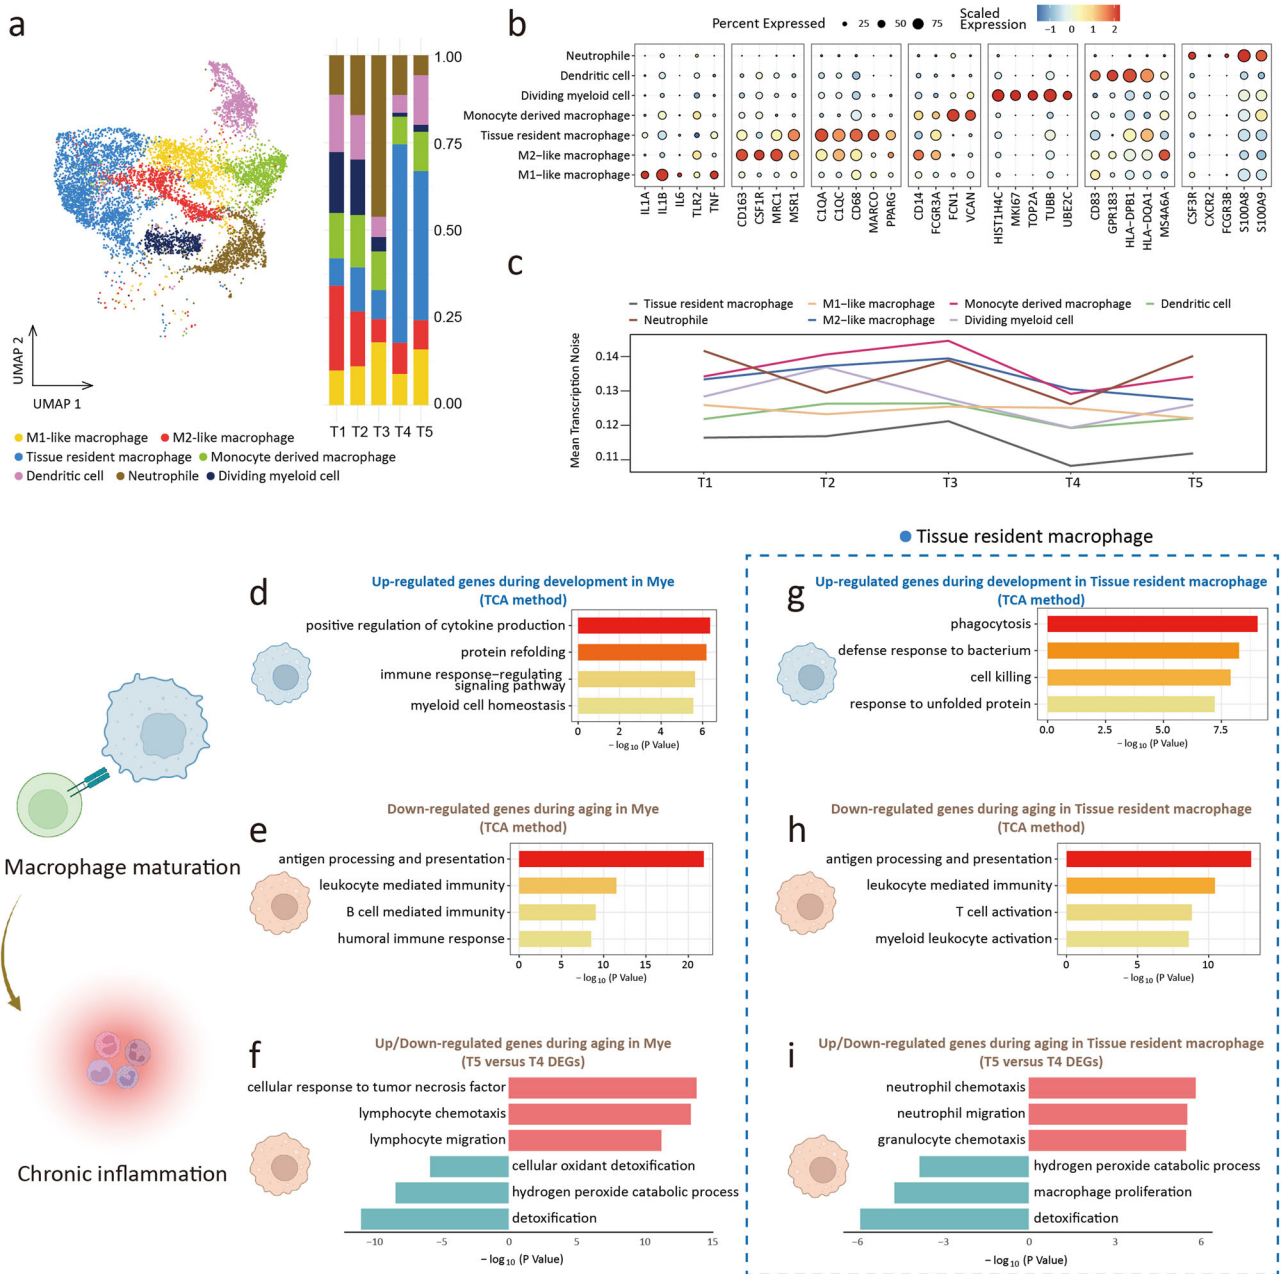 a
1.00
0.75
0.50
0.25
0.00
T1 T2 T3 T4 T5
UMAP 2
UMAP 1
M1-like macrophage M2-like macrophage
Tissue resident macrophage Monocyte derived macrophage
Dendritic cell Neutrophile Dividing myeloid cell
b
Percent Expressed 25 50 75 Scaled Expression −1 0 1 2
Neutrophile
Dendritic cell
Dividing myeloid cell
Monocyte derived macrophage
Tissue resident macrophage
M2−like macrophage
M1−like macrophage
IL1A
IL1B
IL6
TLR2
TNF
CD163
CSF1R
MRC1
MSR1
C1QA
C1QC
CD68
MARCO
PPARG
CD14
FCGR3A
FCN1
VCAN
HIST1H4C
MKI67
TOP2A
TUBB
UBE2C
CD83
GPR183
HLA−DPB1
HLA−DQA1
MS4A6A
CSF3R
CXCR2
FCGR3B
S100A8
S100A9
c
Tissue resident macrophage M1−like macrophage Monocyte derived macrophage Dendritic cell
Neutrophile M2−like macrophage Dividing myeloid cell
Mean Transcription Noise
0.14
0.13
0.12
0.11
T1 T2 T3 T4 T5
Tissue resident macrophage
d
Up-regulated genes during development in Mye
(TCA method)
positive regulation of cytokine production
protein refolding
immune response−regulating
signaling pathway
myeloid cell homeostasis
0 2 4 6
− log10 (P Value)
g
Up-regulated genes during development in Tissue resident macrophage
(TCA method)
phagocytosis
defense response to bacterium
cell killing
response to unfolded protein
0.0 2.5 5.0 7.5
− log10 (P Value)
Macrophage maturation
e
Down-regulated genes during aging in Mye
(TCA method)
antigen processing and presentation
leukocyte mediated immunity
B cell mediated immunity
humoral immune response
0 5 10 15 20
− log10 (P Value)
h
Down-regulated genes during aging in Tissue resident macrophage
(TCA method)
antigen processing and presentation
leukocyte mediated immunity
T cell activation
myeloid leukocyte activation
0 5 10
− log10 (P Value)
Chronic inflammation
f
Up/Down-regulated genes during aging in Mye
(T5 versus T4 DEGs)
cellular response to tumor necrosis factor
lymphocyte chemotaxis
lymphocyte migration
cellular oxidant detoxification
hydrogen peroxide catabolic process
detoxification
−10 −5 0 5 10 15
− log10 (P Value)
i
Up/Down-regulated genes during aging in Tissue resident macrophage
(T5 versus T4 DEGs)
neutrophil chemotaxis
neutrophil migration
granulocyte chemotaxis
hydrogen peroxide catabolic process
macrophage proliferation
detoxification
−6 −3 0 3 6
− log10 (P Value)